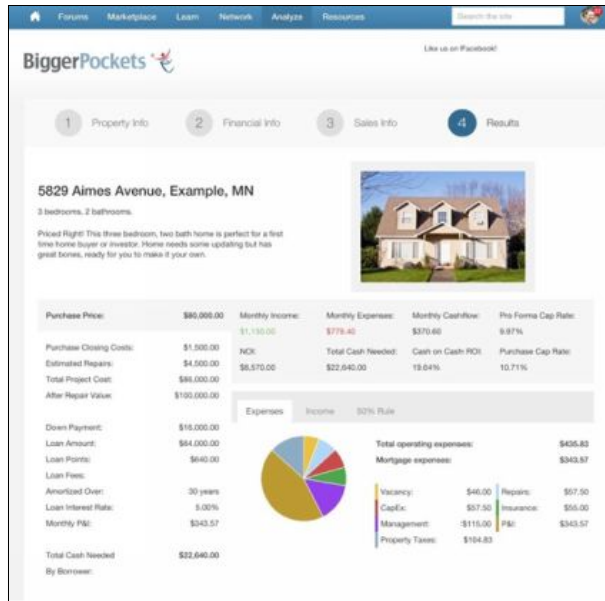 Forums Marketplace Learn Network Analyze Resources Search the site
Like us on Facebook!
BiggerPockets
1 Property Info 2 Financial Info 3 Sales Info 4 Results
5829 Aimes Avenue, Example, MN
3 bedrooms. 2 bathrooms.
Priced Right! This three bedroom, two bath home is perfect for a first
time home buyer or investor. Home needs some updating but has
great bones, ready for you to make it your own.
Purchase Price: $80,000.00
Purchase Closing Costs: $1,500.00
Estimated Repairs: $4,500.00
Total Project Cost: $86,000.00
After Repair Value: $100,000.00
Down Payment: $16,000.00
Loan Amount: $64,000.00
Loan Points: $640.00
Loan Fees:
Amortized Over: 30 years
Loan Interest Rate: 5.00%
Monthly P&I: $343.57
Total Cash Needed $22,640.00
By Borrower:
Monthly Income: Monthly Expenses: Monthly Cashflow: Pro Forma Cap Rate:
$1,150.00 $779.40 $370.60 9.97%
NOI: Total Cash Needed: Cash on Cash ROI: Purchase Cap Rate:
$8,570.00 $22,640.00 19.64% 10.71%
Expenses Income 50% Rule
Total operating expenses: $435.83
Mortgage expenses: $343.57
Vacancy: $46.00 Repairs: $57.50
CapEx: $57.50 Insurance: $55.00
Management: $115.00 P&I: $343.57
Property Taxes: $104.83